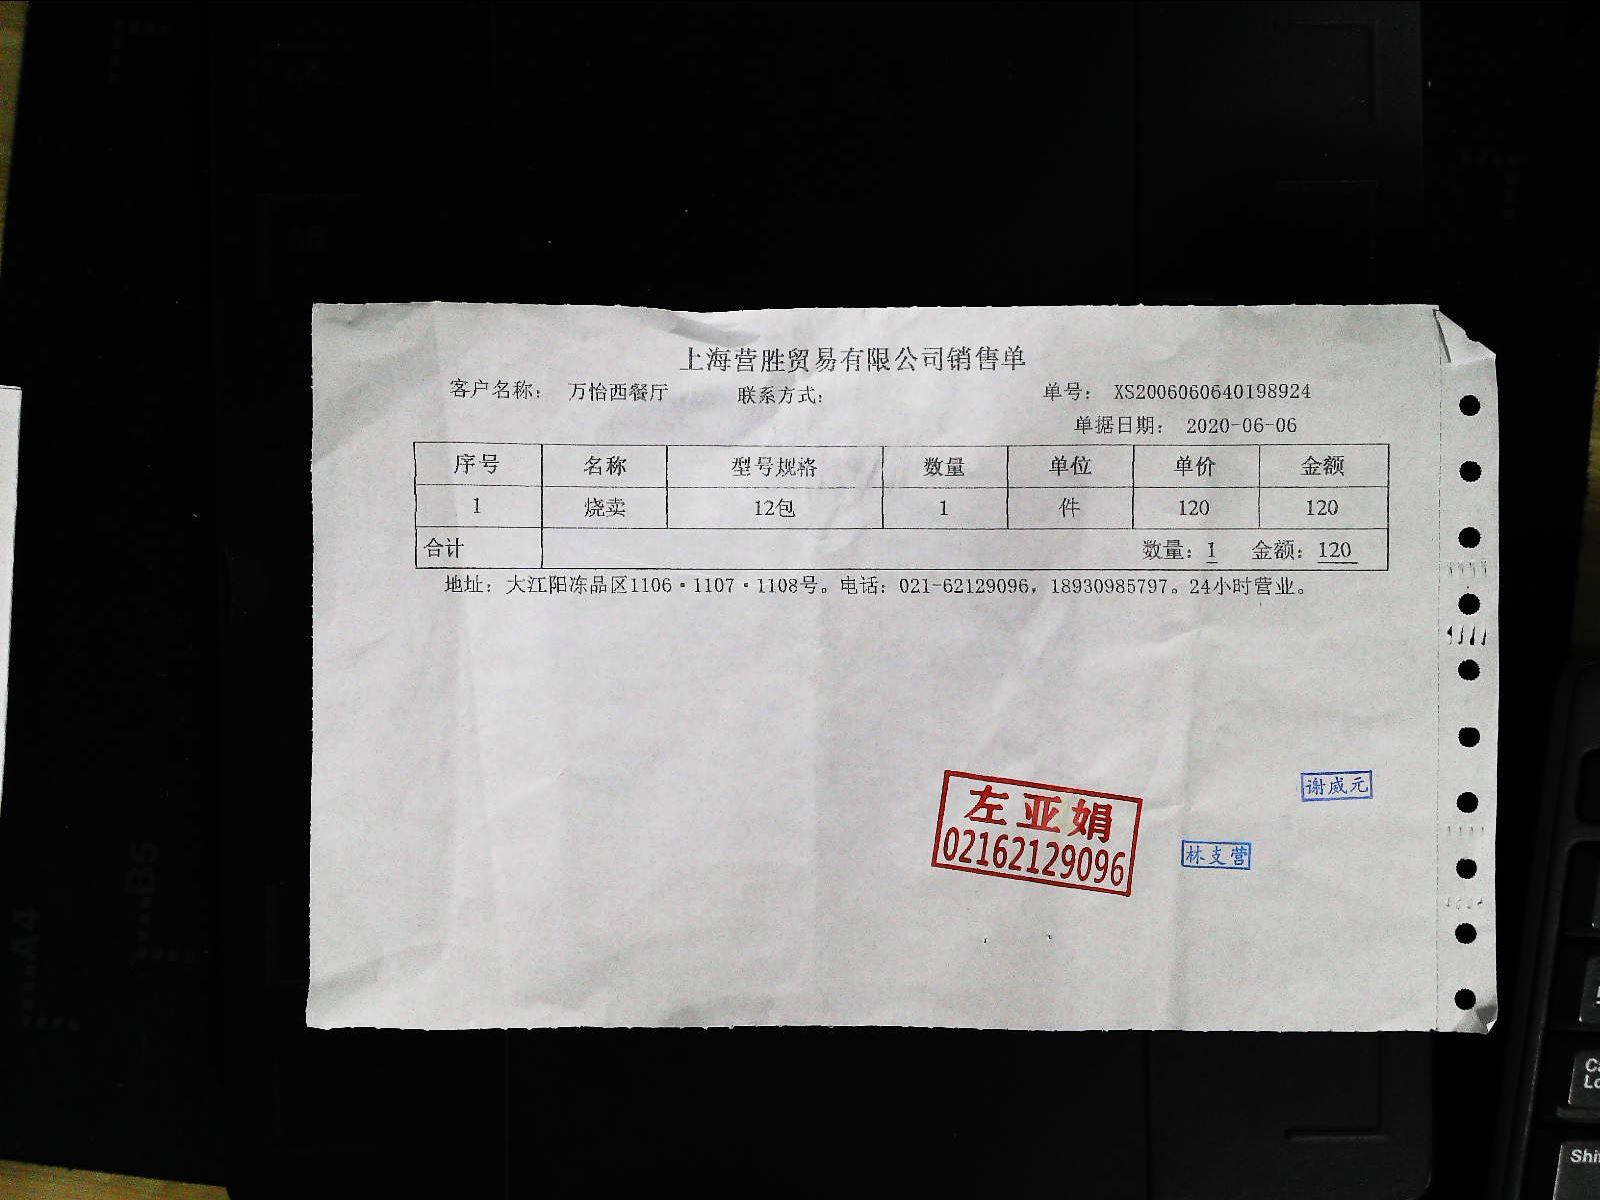 上海营胜贸易有限公司销售单
客户名称： 万怡西餐厅 联系方式： 单号： XS2006060640198924
单据日期： 2020-06-06
序号 名称 型号规格 数量 单位 单价 金额
1 烧卖 12包 1 件 120 120
合计 数量：1 金额：120
地址：大江阳冻品区1106·1107·1108号。电话：021-62129096，18930985797。24小时营业。
左亚娟
02162129096
谢威元
林支营
B5
A4
Shi